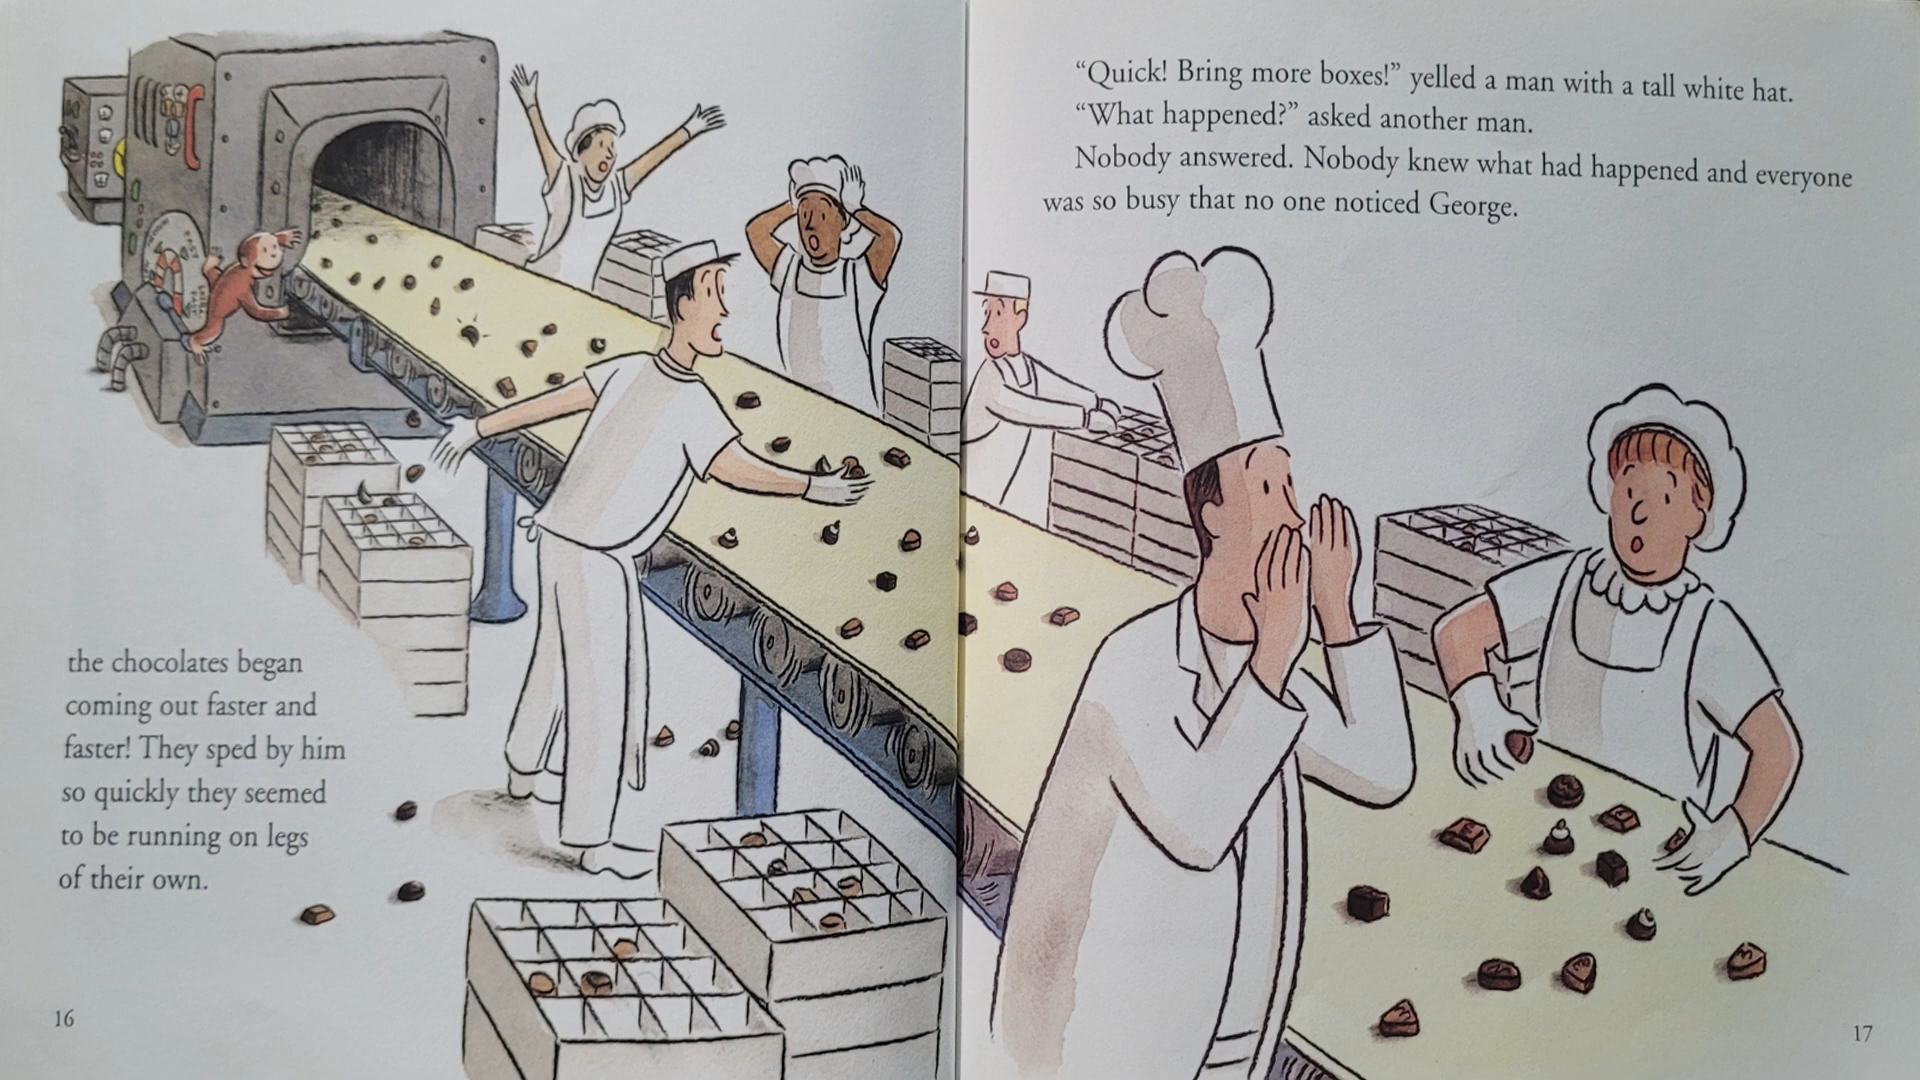 the chocolates began
coming out faster and
faster! They sped by him
so quickly they seemed
to be running on legs
of their own.
16
“Quick! Bring more boxes!” yelled a man with a tall white hat.
“What happened?” asked another man.
Nobody answered. Nobody knew what had happened and everyone
was so busy that no one noticed George.
17